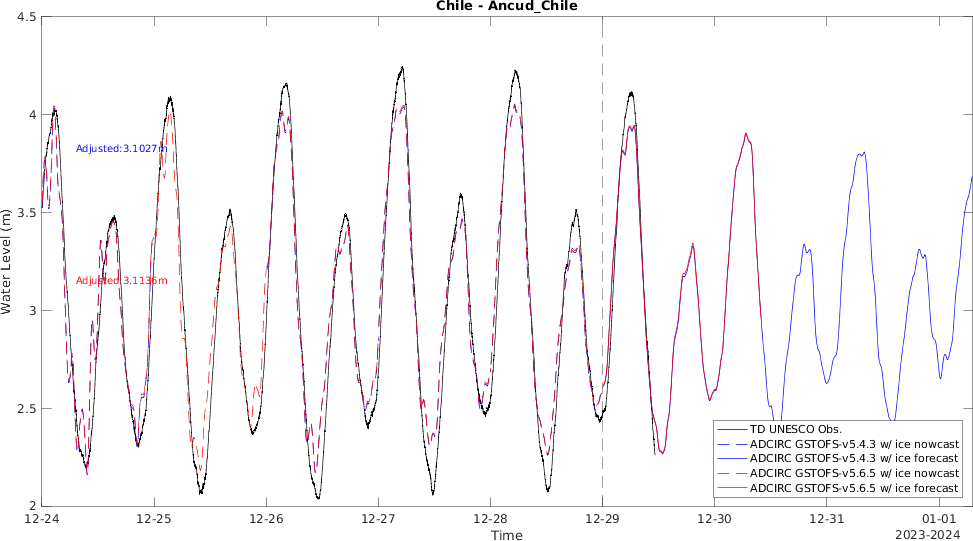 Chile - Ancud_Chile
4.5
4
3.5
3
2.5
2
Water Level (m)
Adjusted:3.1027m
Adjusted:3.1136m
TD UNESCO Obs.
ADCIRC GSTOFS-v5.4.3 w/ ice nowcast
ADCIRC GSTOFS-v5.4.3 w/ ice forecast
ADCIRC GSTOFS-v5.6.5 w/ ice nowcast
ADCIRC GSTOFS-v5.6.5 w/ ice forecast
12-24 12-25 12-26 12-27 12-28 12-29 12-30 12-31 01-01
Time
2023-2024